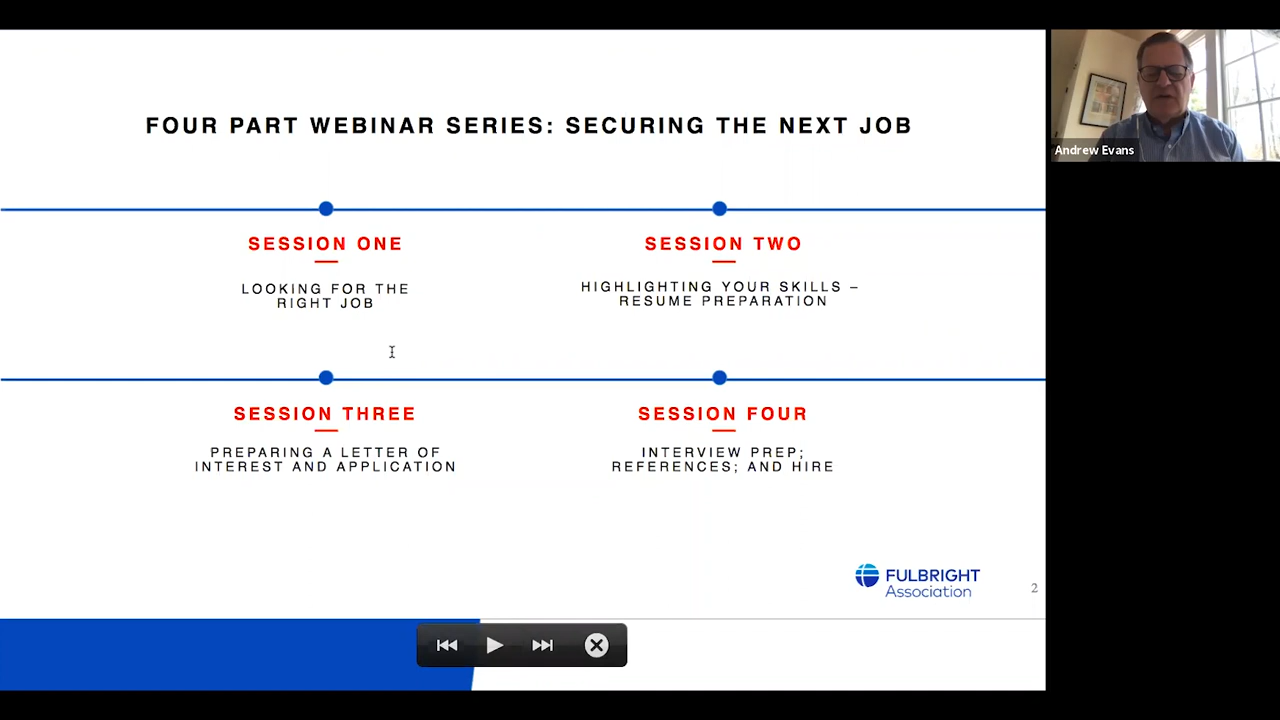 FOUR PART WEBINAR SERIES: SECURING THE NEXT JOB
SESSION ONE
LOOKING FOR THE
RIGHT JOB
SESSION TWO
HIGHLIGHTING YOUR SKILLS –
RESUME PREPARATION
SESSION THREE
PREPARING A LETTER OF
INTEREST AND APPLICATION
SESSION FOUR
INTERVIEW PREP;
REFERENCES; AND HIRE
FULBRIGHT
Association
2
Andrew Evans